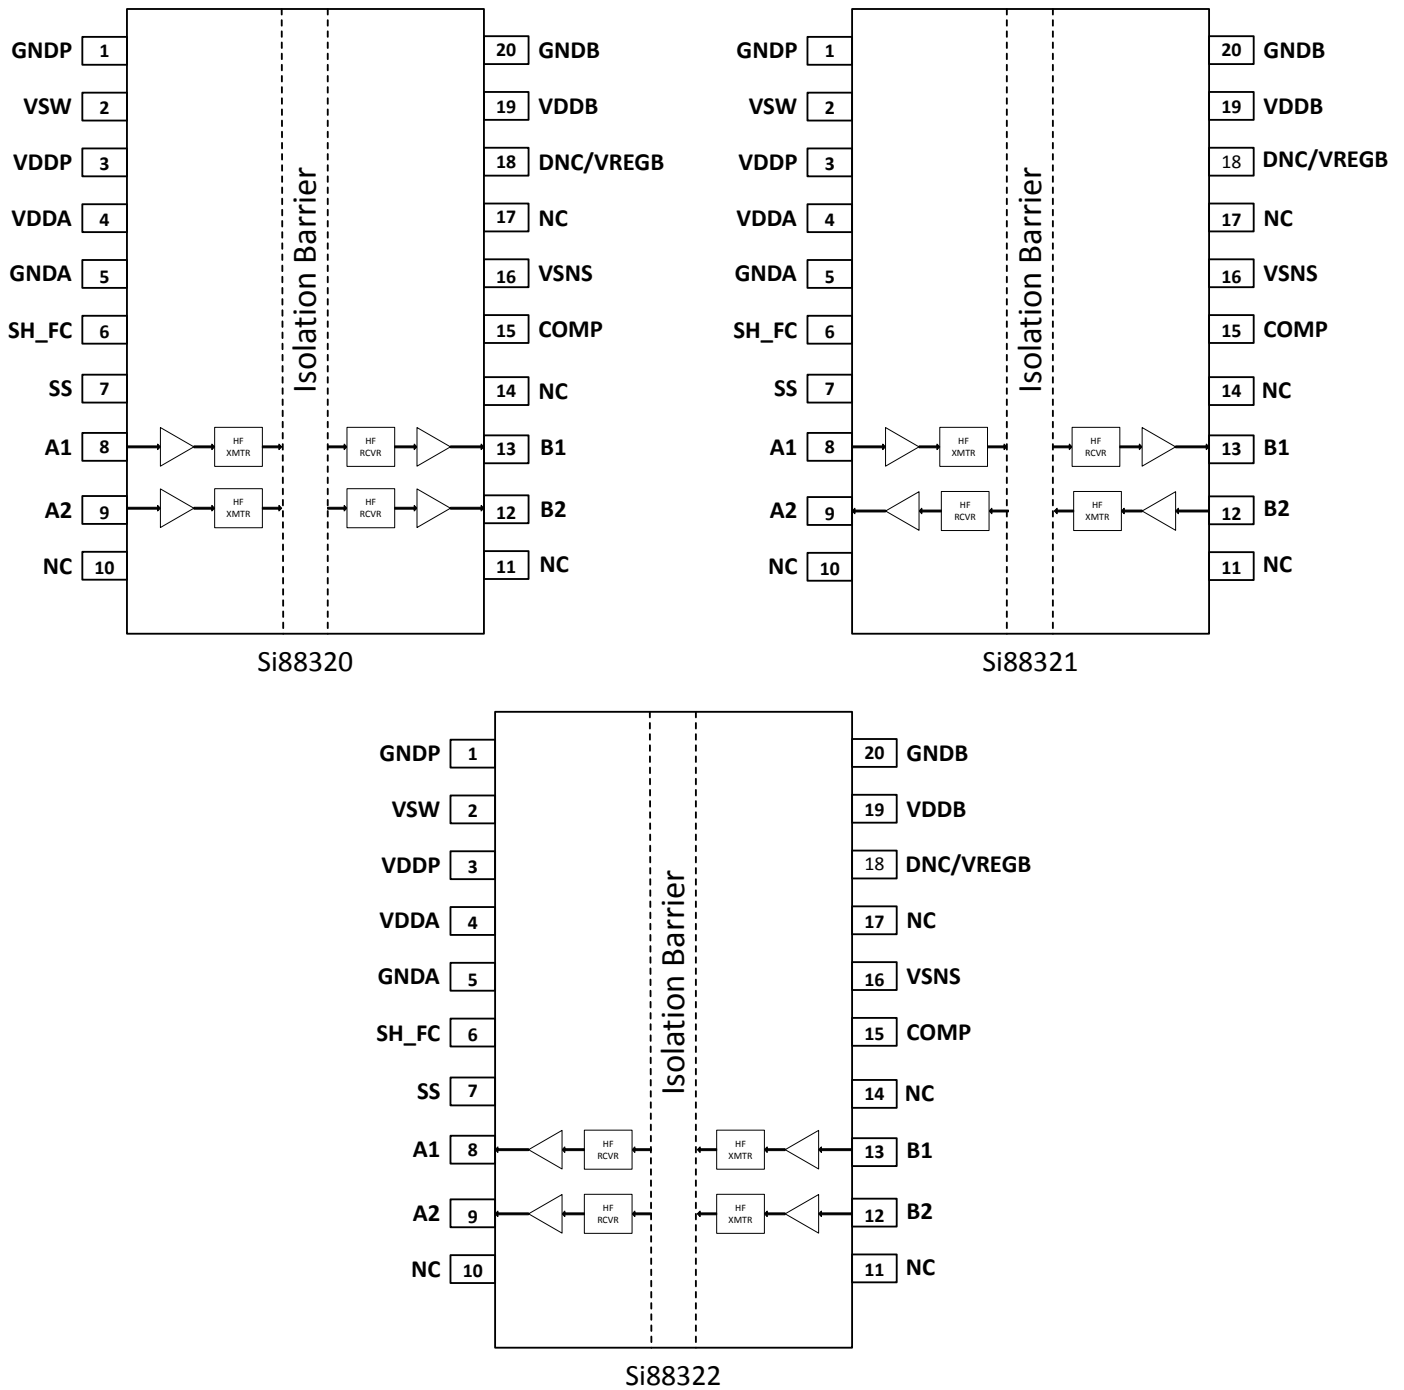 GNDP 1 20 GNDB
VSW 2 19 VDDB
VDDP 3 18 DNC/VREGB
VDDA 4 17 NC
GNDA 5 16 VSNS
SH_FC 6 15 COMP
SS 7 14 NC
A1 8 HF XMTR HF RCVR 13 B1
A2 9 HF XMTR HF RCVR 12 B2
NC 10 11 NC
Isolation Barrier
Si88320
GNDP 1 20 GNDB
VSW 2 19 VDDB
VDDP 3 18 DNC/VREGB
VDDA 4 17 NC
GNDA 5 16 VSNS
SH_FC 6 15 COMP
SS 7 14 NC
A1 8 HF XMTR HF RCVR 13 B1
A2 9 HF RCVR HF XMTR 12 B2
NC 10 11 NC
Isolation Barrier
Si88321
GNDP 1 20 GNDB
VSW 2 19 VDDB
VDDP 3 18 DNC/VREGB
VDDA 4 17 NC
GNDA 5 16 VSNS
SH_FC 6 15 COMP
SS 7 14 NC
A1 8 HF RCVR HF XMTR 13 B1
A2 9 HF RCVR HF XMTR 12 B2
NC 10 11 NC
Isolation Barrier
Si88322